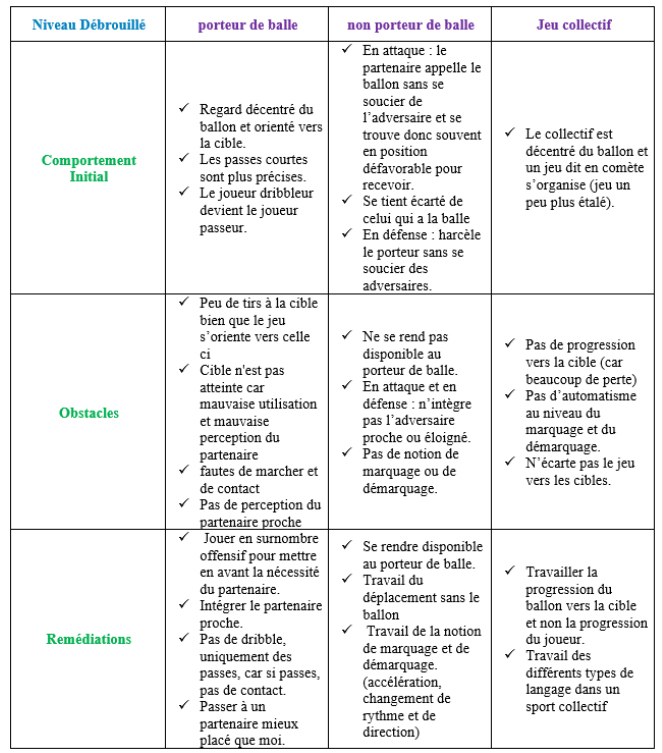 Niveau Débrouillé
porteur de balle
non porteur de balle
Jeu collectif
Comportement
Initial
✓ Regard décentré du
ballon et orienté vers
la cible.
✓ Les passes courtes
sont plus précises.
✓ Le joueur dribbleur
devient le joueur
passeur.
✓ En attaque : le
partenaire appelle le
ballon sans se
soucier de
l’adversaire et se
trouve donc souvent
en position
défavorable pour
recevoir.
✓ Se tient écarté de
celui qui a la balle
✓ En défense : harcèle
le porteur sans se
soucier des
adversaires.
✓ Le collectif est
décentré du ballon et
un jeu dit en comète
s’organise (jeu un
peu plus étalé).
Obstacles
✓ Peu de tirs à la cible
bien que le jeu
s’oriente vers celle
ci
✓ Cible n'est pas
atteinte car
mauvaise utilisation
et mauvaise
perception du
partenaire
✓ fautes de marcher et
de contact
✓ Pas de perception du
partenaire proche
✓ Ne se rend pas
disponible au
porteur de balle.
✓ En attaque et en
défense : n’intègre
pas l’adversaire
proche ou éloigné.
✓ Pas de notion de
marquage ou de
démarquage.
✓ Pas de progression
vers la cible (car
beaucoup de perte)
✓ Pas d’automatisme
au niveau du
marquage et du
démarquage.
✓ N’écarte pas le jeu
vers les cibles.
Remédiations
✓ Jouer en surnombre
offensif pour mettre
en avant la nécessité
du partenaire.
✓ Intégrer le partenaire
proche.
✓ Pas de dribble,
uniquement des
passes, car si passes,
pas de contact.
✓ Passer à un
partenaire mieux
placé que moi.
✓ Se rendre disponible
au porteur de balle.
✓ Travail du
déplacement sans le
ballon
✓ Travail de la notion
de marquage et de
démarquage.
(accélération,
changement de
rythme et de
direction)
✓ Travailler la
progression du
ballon vers la cible
et non la progression
du joueur.
✓ Travail des
différents types de
langage dans un
sport collectif